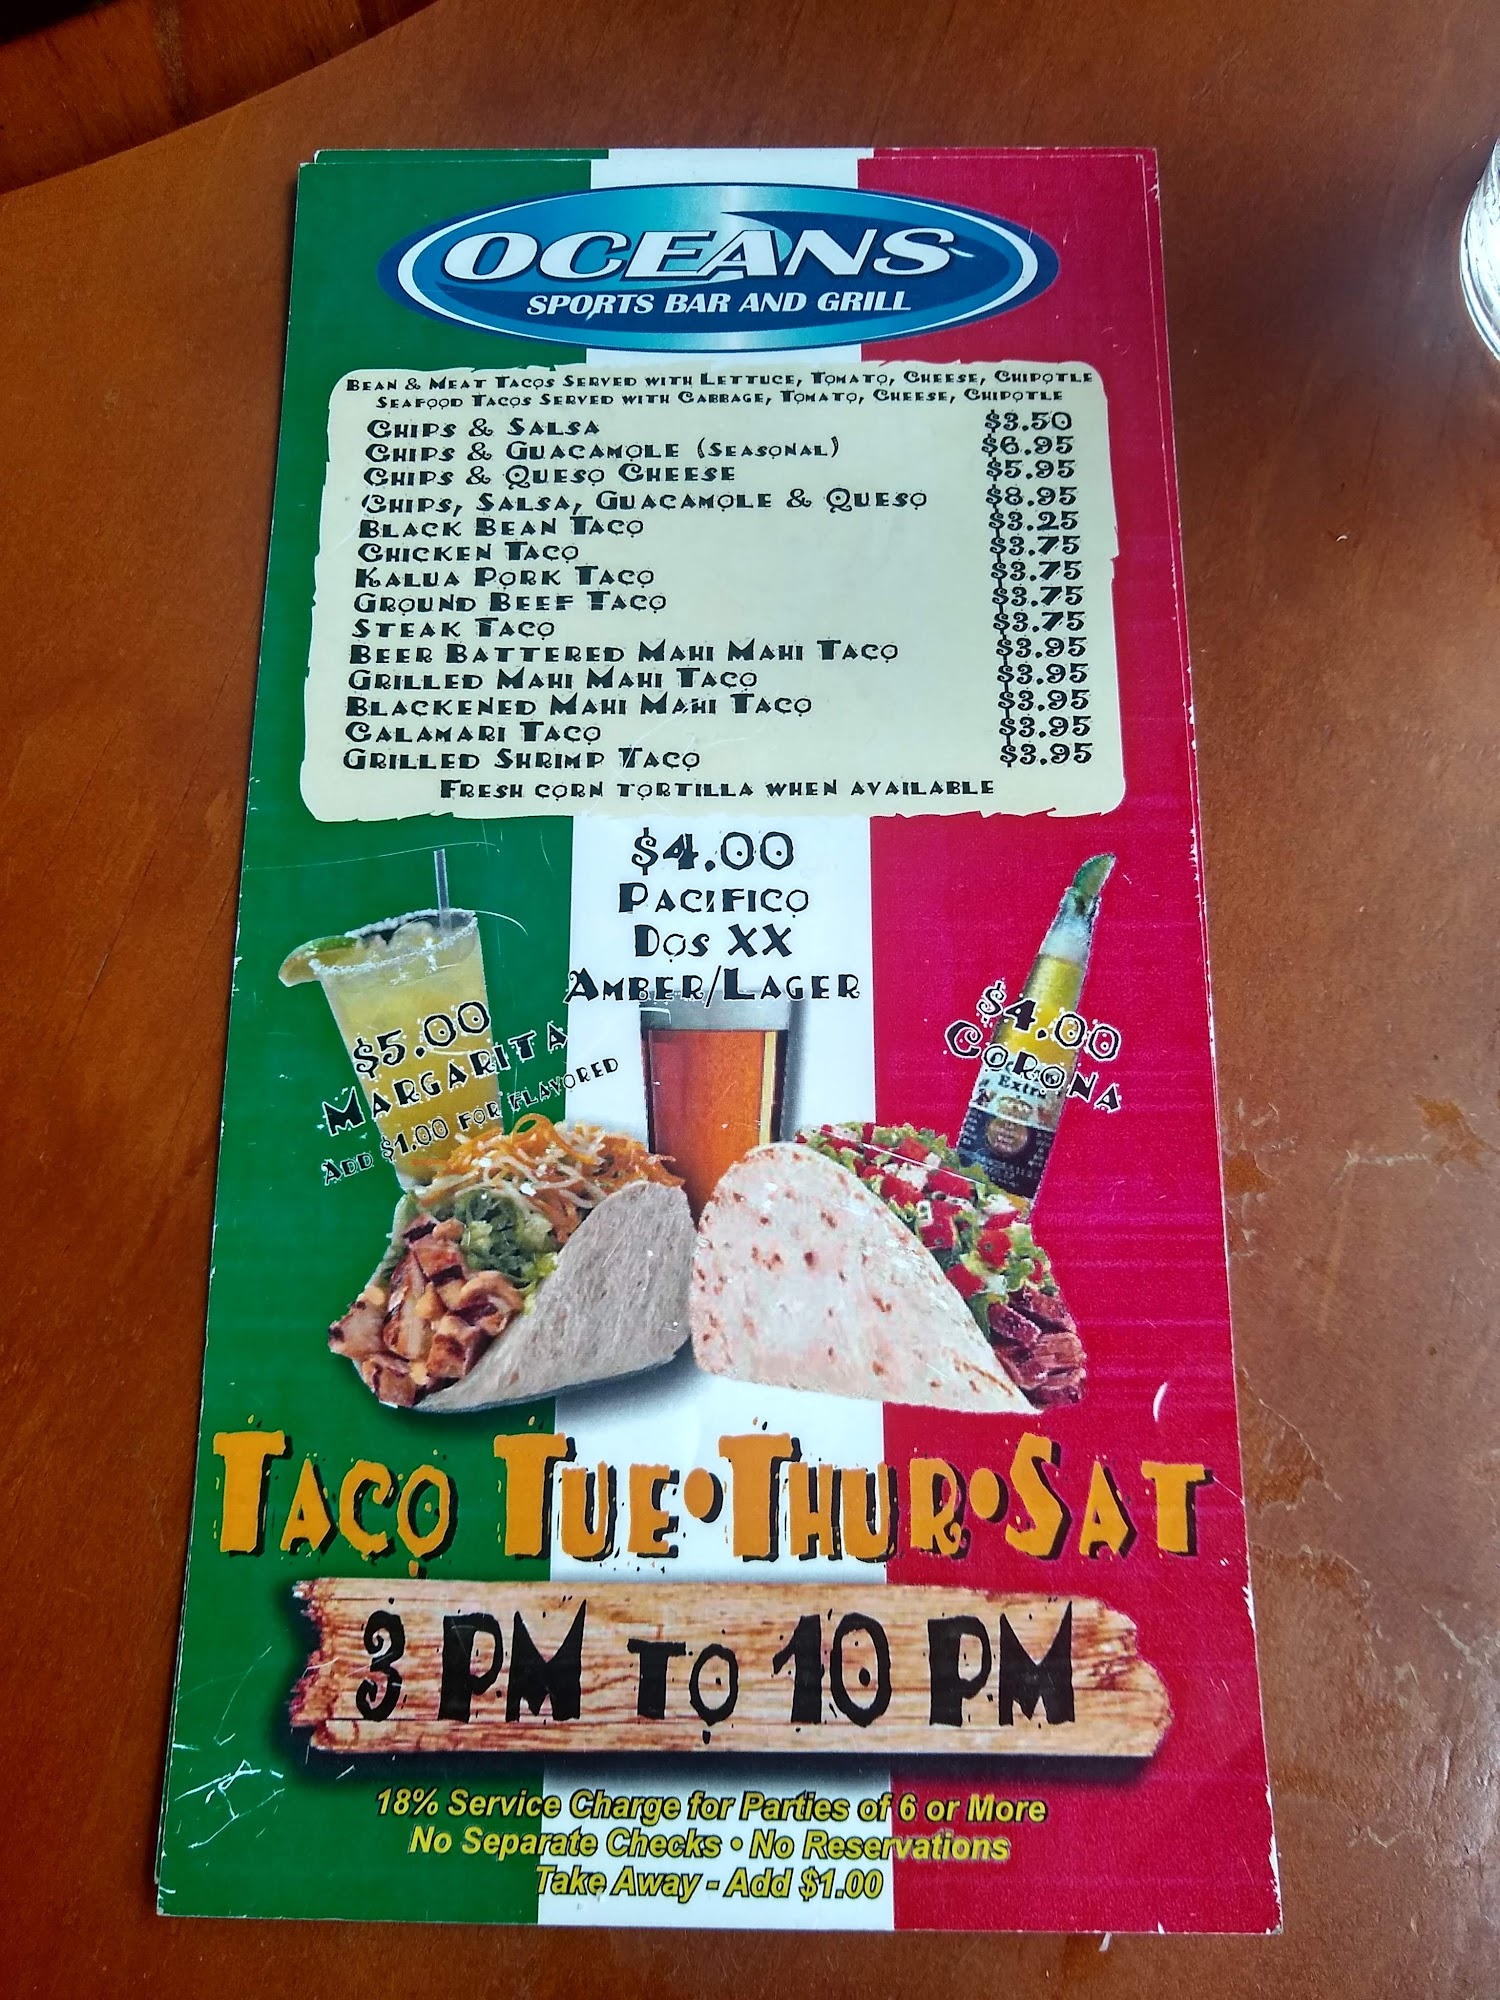 OCEANS
SPORTS BAR AND GRILL
Bean & Meat Tacos Served with Lettuce, Tomato, Cheese, Chipotle
Seafood Tacos Served with Cabbage, Tomato, Cheese, Chipotle
Chips & Salsa $3.50
Chips & Guacamole (Seasonal) $6.95
Chips & Queso Cheese $5.95
Chips, Salsa, Guacamole & Queso $8.95
Black Bean Taco $3.25
Chicken Taco $3.75
Kalua Pork Taco $3.75
Ground Beef Taco $3.75
Steak Taco $3.75
Beer Battered Mahi Mahi Taco $3.95
Grilled Mahi Mahi Taco $3.95
Blackened Mahi Mahi Taco $3.95
Calamari Taco $3.95
Grilled Shrimp Taco $3.95
Fresh corn tortilla when available
$4.00
Pacifico
Dos XX
Amber/Lager
$5.00
Margarita
Add $1.00 for flavored
$4.00
Corona
Extra
Taco Tue•Thur•Sat
3 PM to 10 PM
18% Service Charge for Parties of 6 or More
No Separate Checks • No Reservations
Take Away - Add $1.00